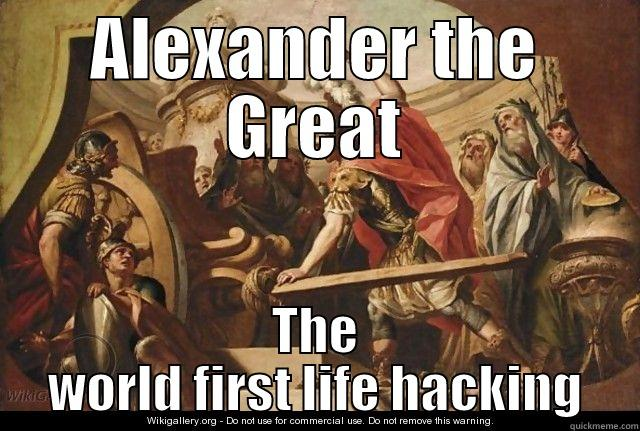 Alexander the
Great
The
world first life hacking
Wikigallery.org - Do not use for commercial use. Do not remove this warning.
quickmeme.com